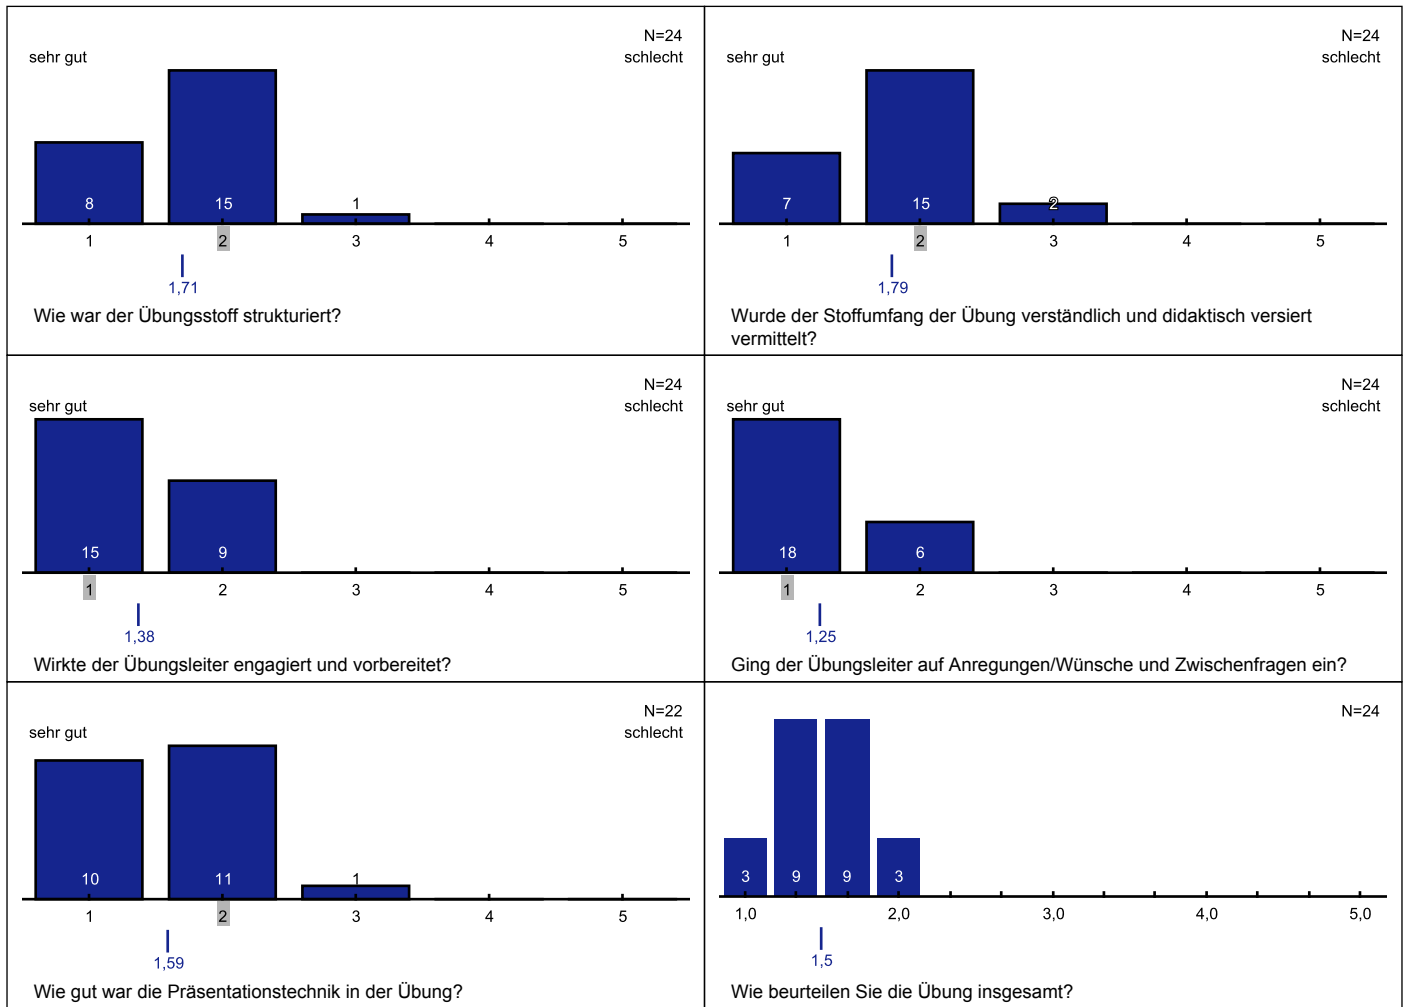 N=24
sehr gut schlecht
8 15 1
1 2 3 4 5
1,71
Wie war der Übungsstoff strukturiert?
N=24
sehr gut schlecht
7 15 2
1 2 3 4 5
1,79
Wurde der Stoffumfang der Übung verständlich und didaktisch versiert
vermittelt?
N=24
sehr gut schlecht
15 9
1 2 3 4 5
1,38
Wirkte der Übungsleiter engagiert und vorbereitet?
N=24
sehr gut schlecht
18 6
1 2 3 4 5
1,25
Ging der Übungsleiter auf Anregungen/Wünsche und Zwischenfragen ein?
N=22
sehr gut schlecht
10 11 1
1 2 3 4 5
1,59
Wie gut war die Präsentationstechnik in der Übung?
N=24
3 9 9 3
1,0 2,0 3,0 4,0 5,0
1,5
Wie beurteilen Sie die Übung insgesamt?